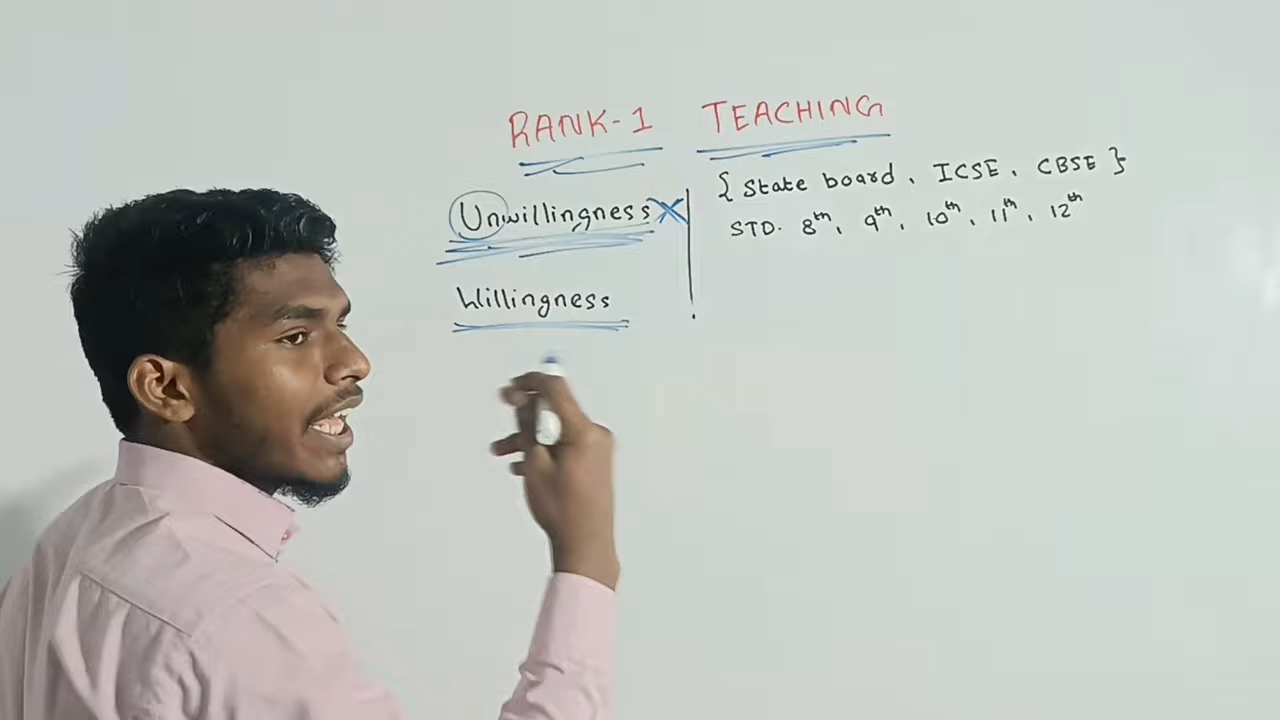 RANK-1 TEACHING
{ State board, ICSE, CBSE }
STD. 8th, 9th, 10th, 11th, 12th
Unwillingness
Willingness